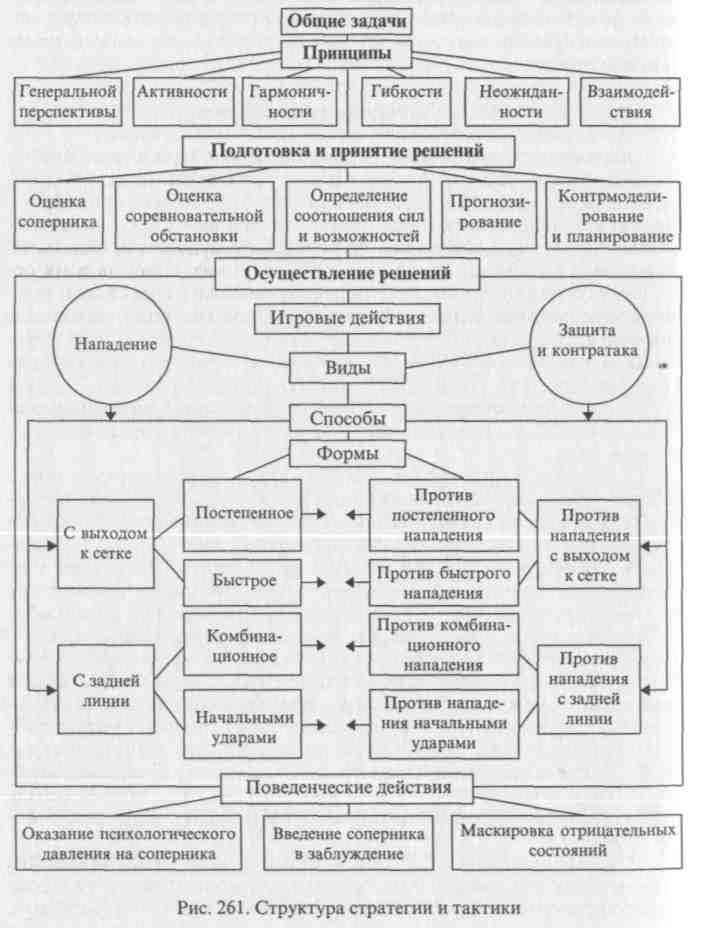 Общие задачи
Принципы
Генеральной
перспективы
Активности
Гармонич-
ности
Гибкости
Неожидан-
ности
Взаимодей-
ствия
Подготовка и принятие решений
Оценка
соперника
Оценка
соревновательной
обстановки
Определение
соотношения сил
и возможностей
Прогнози-
рование
Контрмодели-
рование
и планирование
Осуществление решений
Игровые действия
Нападение
Защита
и контратака
Виды
Способы
Формы
С выходом
к сетке
Постепенное
Против
постепенного
нападения
Против
нападения
с выходом
к сетке
Быстрое
Против быстрого
нападения
С задней
линии
Комбина-
ционное
Против комбина-
ционного
нападения
Против
нападения
с задней
линии
Начальными
ударами
Против нападе-
ния начальными
ударами
Поведенческие действия
Оказание психологического
давления на соперника
Введение соперника
в заблуждение
Маскировка отрицательных
состояний
Рис. 261. Структура стратегии и тактики